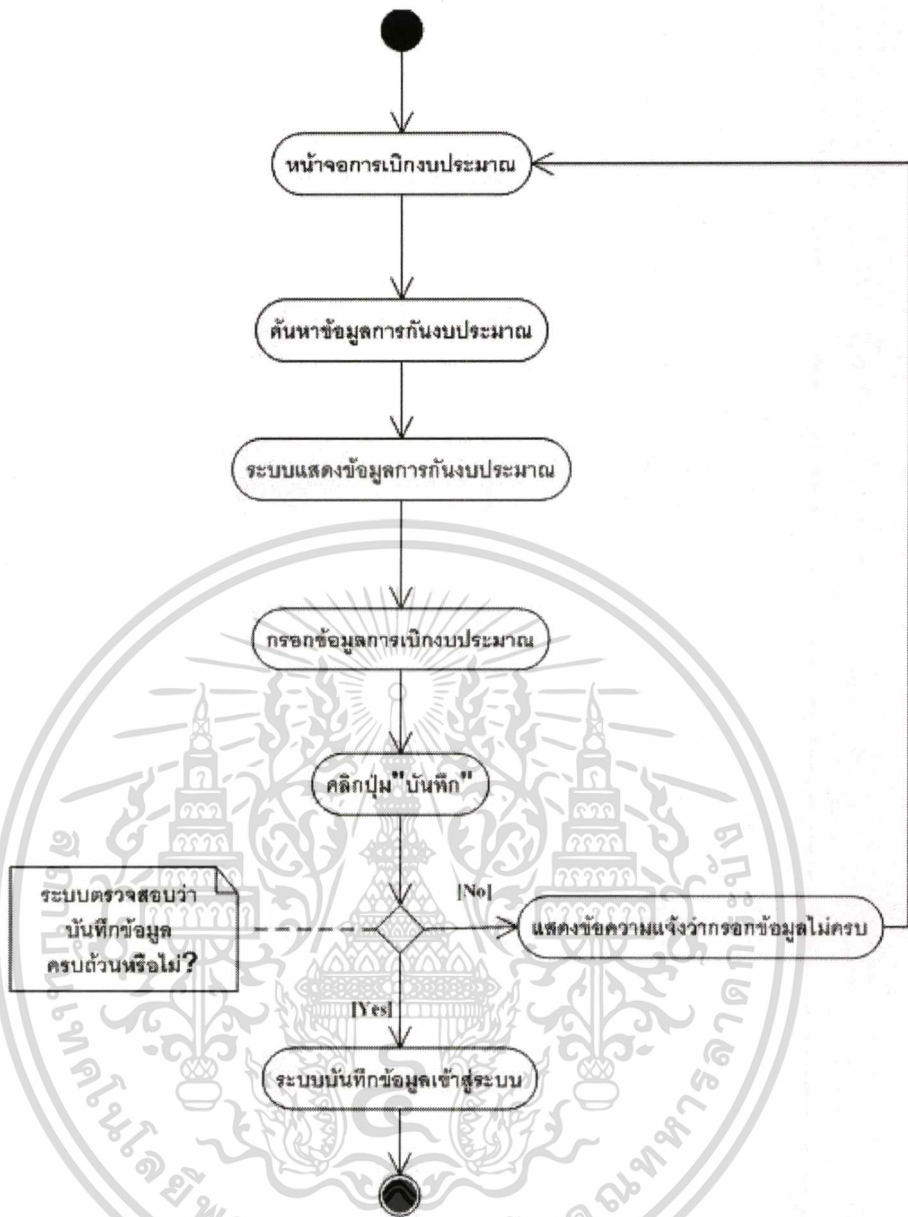 หน้าจอการเบิกงบประมาณ
ค้นหาข้อมูลการกันงบประมาณ
ระบบแสดงข้อมูลการกันงบประมาณ
กรอกข้อมูลการเบิกงบประมาณ
คลิกปุ่ม"บันทึก"
ระบบตรวจสอบว่า
บันทึกข้อมูล
ครบถ้วนหรือไม่?
[No]
แสดงข้อความแจ้งว่ากรอกข้อมูลไม่ครบ
[Yes]
ระบบบันทึกข้อมูลเข้าสู่ระบบ